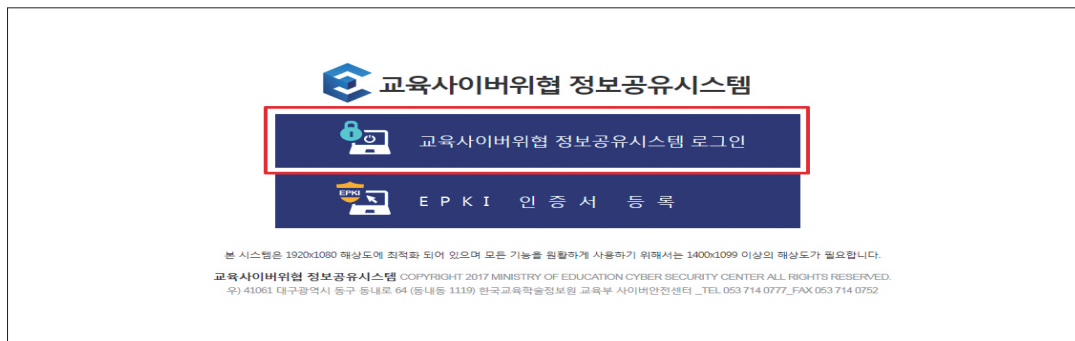 교육사이버위협 정보공유시스템
교육사이버위협 정보공유시스템 로그인
EPKI
EPKI 인증서 등록
본 시스템은 1920x1080 해상도에 최적화 되어 있으며 모든 기능을 원활하게 사용하기 위해서는 1400x1099 이상의 해상도가 필요합니다.
교육사이버위협 정보공유시스템 COPYRIGHT 2017 MINISTRY OF EDUCATION CYBER SECURITY CENTER ALL RIGHTS RESERVED.
우) 41061 대구광역시 동구 동내로 64 (동내동 1119) 한국교육학술정보원 교육부 사이버안전센터 _TEL 053 714 0777_FAX 053 714 0752